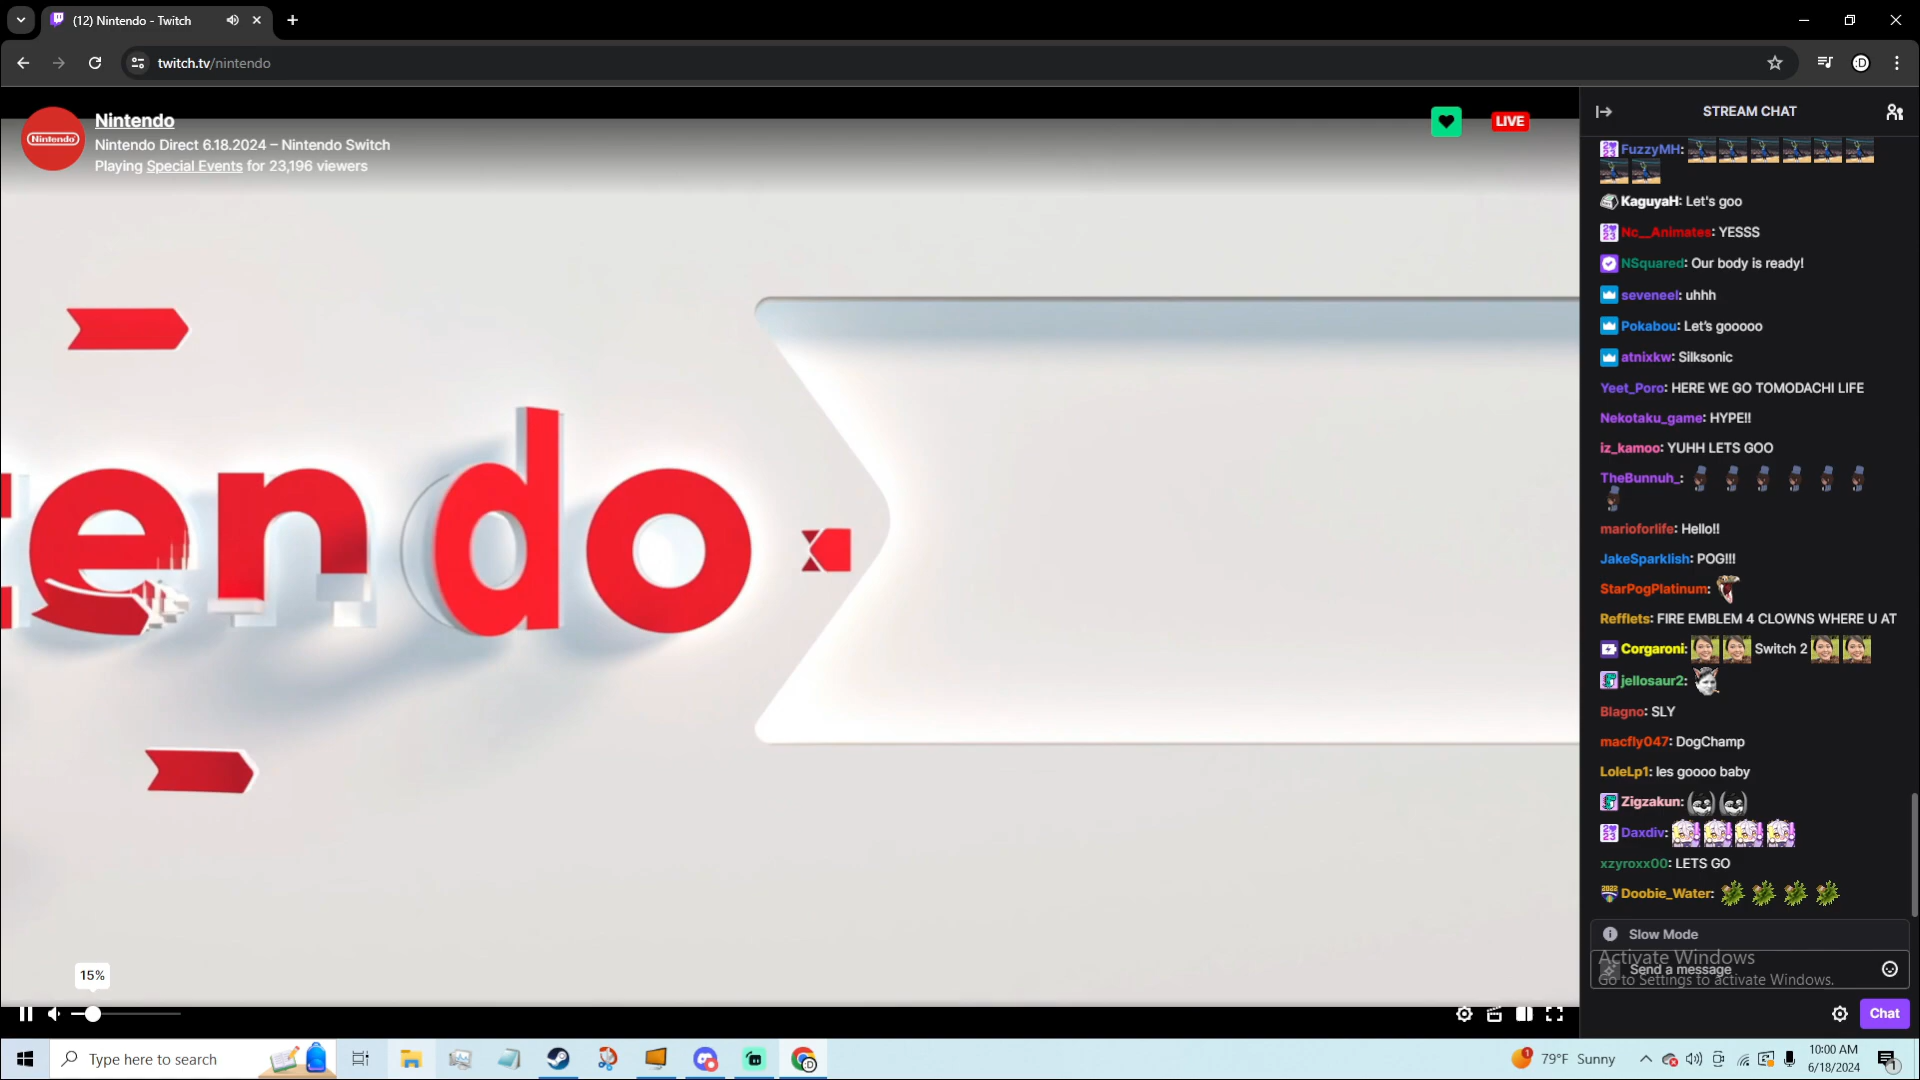 (12) Nintendo - Twitch
twitch.tv/nintendo
Nintendo
Nintendo
Nintendo Direct 6.18.2024 – Nintendo Switch
Playing Special Events for 23,196 viewers
LIVE
tendo
15%
STREAM CHAT
FuzzyMH:
KaguyaH: Let's goo
Nc__Animates: YESSS
NSquared: Our body is ready!
seveneel: uhhh
Pokabou: Let's gooooo
atnixkw: Silksonic
Yeet_Poro: HERE WE GO TOMODACHI LIFE
Nekotaku_game: HYPE!!
iz_kamoo: YUHH LETS GOO
TheBunnuh_:
marioforlife: Hello!!
JakeSparklish: POG!!!
StarPogPlatinum:
Refflets: FIRE EMBLEM 4 CLOWNS WHERE U AT
Corgaroni: Switch 2
jellosaur2:
Blagno: SLY
macfly047: DogChamp
LoleLp1: les goooo baby
Zigzakun:
Daxdiv:
xzyroxx00: LETS GO
Doobie_Water:
Slow Mode
Activate Windows
Send a message
Go to Settings to activate Windows.
Chat
Type here to search
79°F Sunny
10:00 AM
6/18/2024